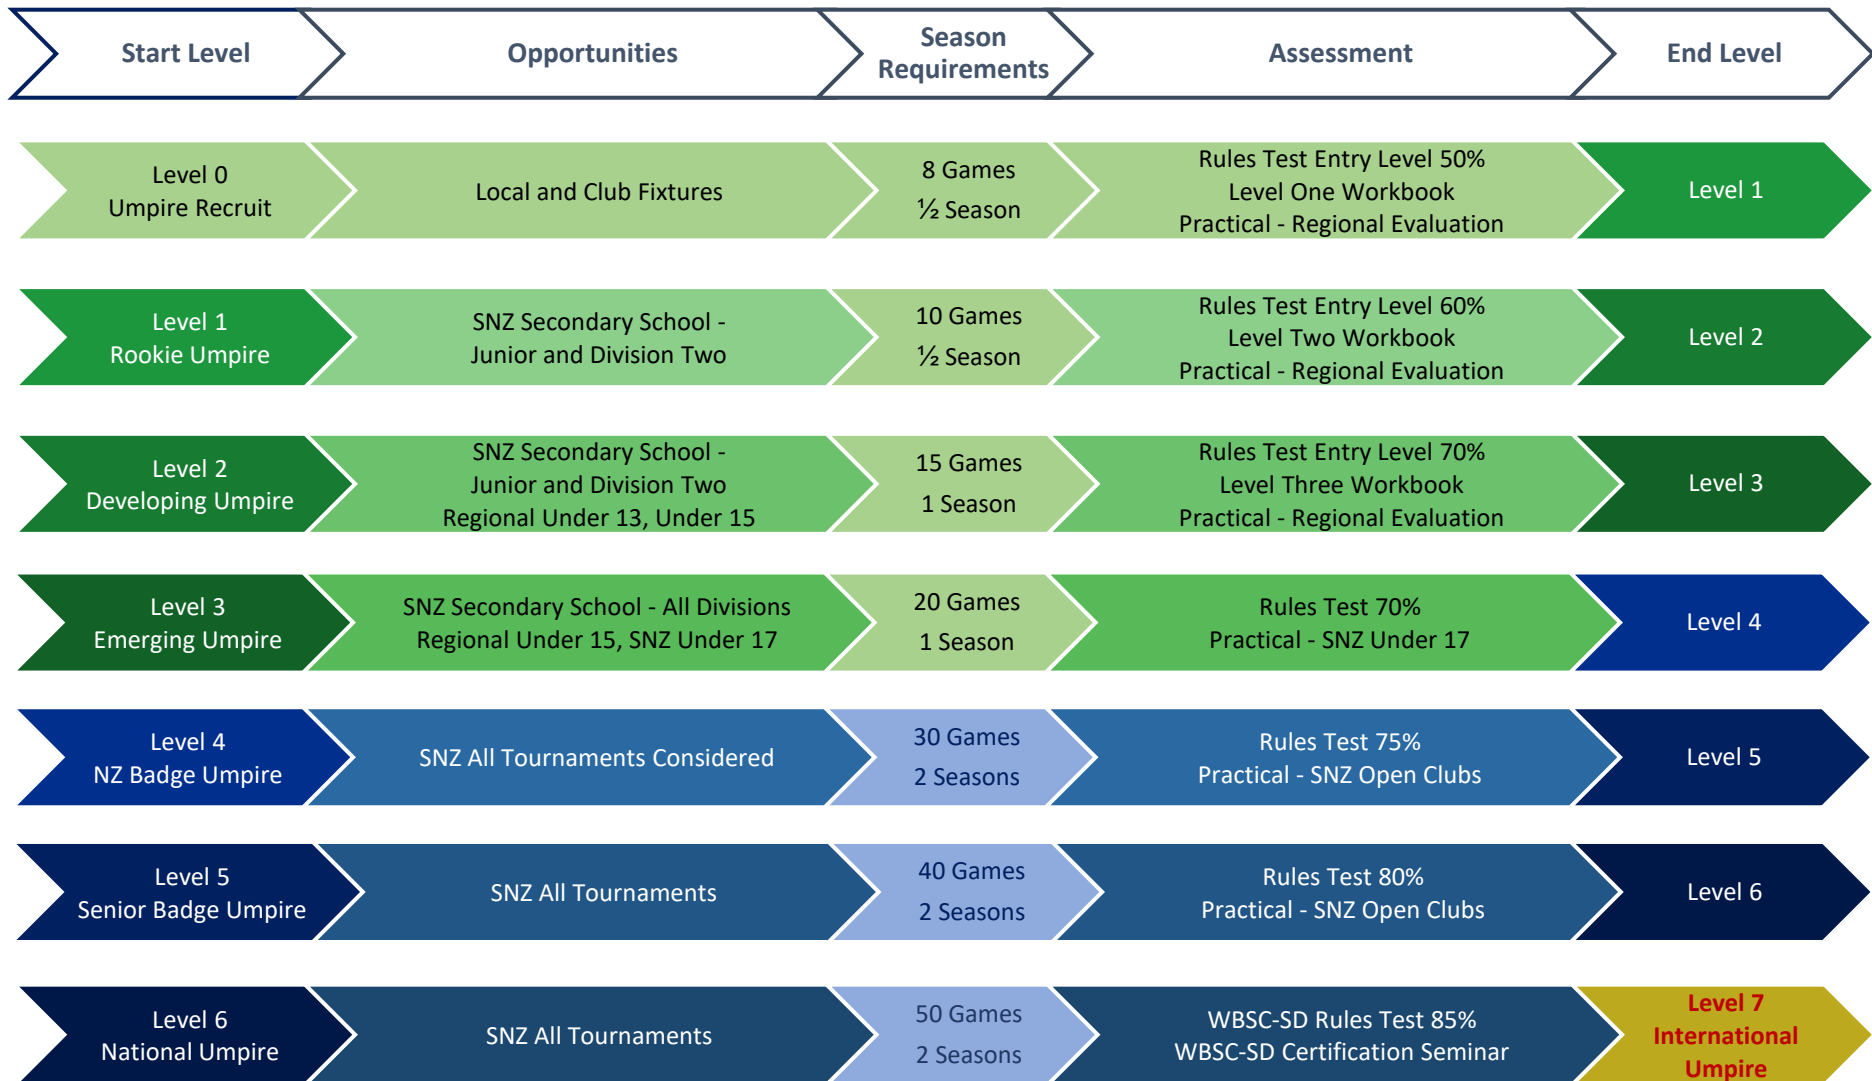 Start Level
Opportunities
Season
Requirements
Assessment
End Level
Level 0
Umpire Recruit
Local and Club Fixtures
8 Games
½ Season
Rules Test Entry Level 50%
Level One Workbook
Practical - Regional Evaluation
Level 1
Level 1
Rookie Umpire
SNZ Secondary School -
Junior and Division Two
10 Games
½ Season
Rules Test Entry Level 60%
Level Two Workbook
Practical - Regional Evaluation
Level 2
Level 2
Developing Umpire
SNZ Secondary School -
Junior and Division Two
Regional Under 13, Under 15
15 Games
1 Season
Rules Test Entry Level 70%
Level Three Workbook
Practical - Regional Evaluation
Level 3
Level 3
Emerging Umpire
SNZ Secondary School - All Divisions
Regional Under 15, SNZ Under 17
20 Games
1 Season
Rules Test 70%
Practical - SNZ Under 17
Level 4
Level 4
NZ Badge Umpire
SNZ All Tournaments Considered
30 Games
2 Seasons
Rules Test 75%
Practical - SNZ Open Clubs
Level 5
Level 5
Senior Badge Umpire
SNZ All Tournaments
40 Games
2 Seasons
Rules Test 80%
Practical - SNZ Open Clubs
Level 6
Level 6
National Umpire
SNZ All Tournaments
50 Games
2 Seasons
WBSC-SD Rules Test 85%
WBSC-SD Certification Seminar
Level 7
International
Umpire